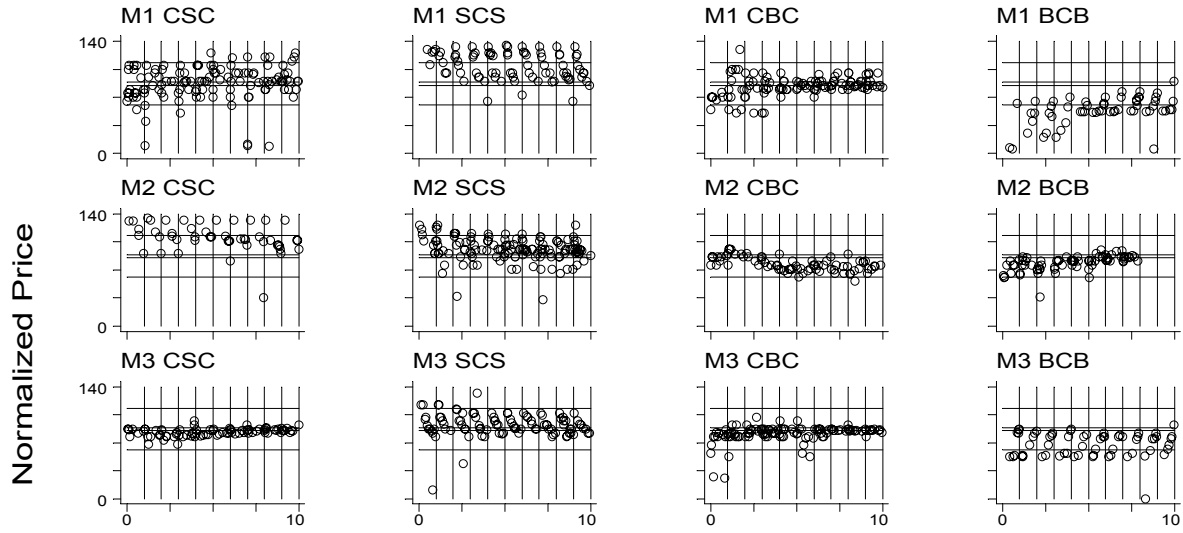 M1 CSC M1 SCS M1 CBC M1 BCB
140
0
M2 CSC M2 SCS M2 CBC M2 BCB
140
0
M3 CSC M3 SCS M3 CBC M3 BCB
140
0
0 10 0 10 0 10 0 10
Normalized Price